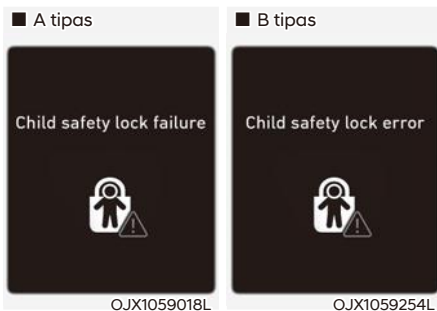 ■ A tipas
■ B tipas
Child safety lock failure
Child safety lock error
OJX1059018L
OJX1059254L